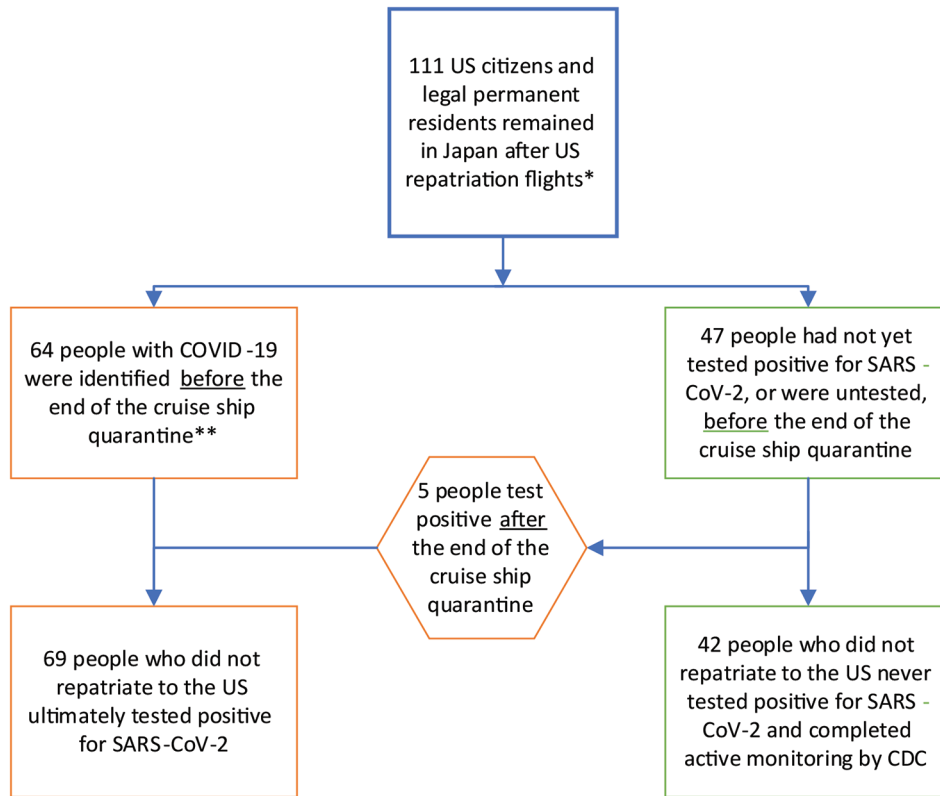 111 US citizens and
legal permanent
residents remained
in Japan after US
repatriation flights*
64 people with COVID -19
were identified before the
end of the cruise ship
quarantine**
47 people had not yet
tested positive for SARS -
CoV-2, or were untested,
before the end of the
cruise ship quarantine
5 people test
positive after
the end of the
cruise ship
quarantine
69 people who did not
repatriate to the US
ultimately tested positive
for SARS-CoV-2
42 people who did not
repatriate to the US never
tested positive for SARS -
CoV-2 and completed
active monitoring by CDC